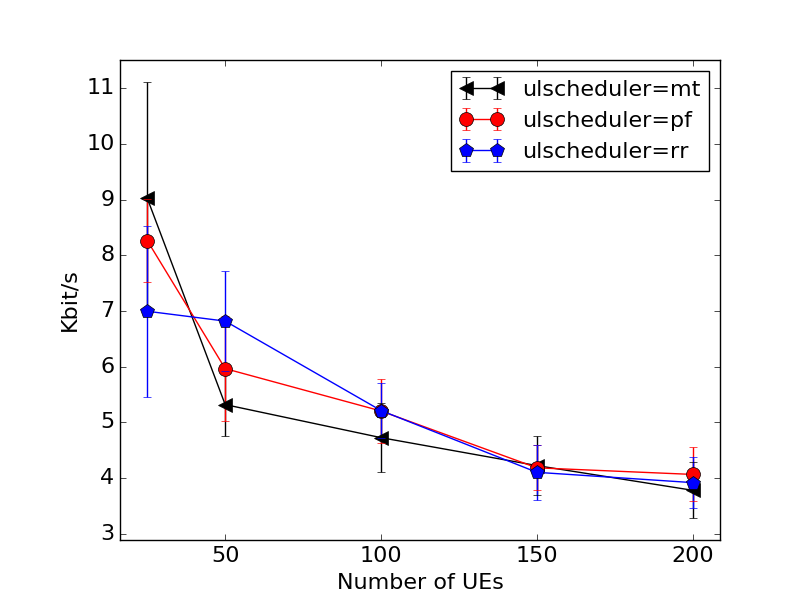 11
10
9
8
7
6
5
4
3
Kbit/s
ulscheduler=mt
ulscheduler=pf
ulscheduler=rr
50 100 150 200
Number of UEs